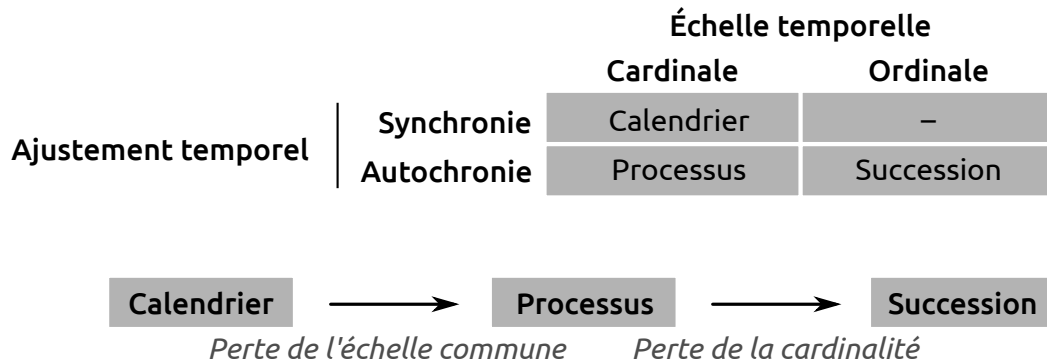 Échelle temporelle
Cardinale Ordinale
Synchronie Calendrier –
Ajustement temporel
Autochronie Processus Succession
Calendrier Processus Succession
Perte de l'échelle commune Perte de la cardinalité